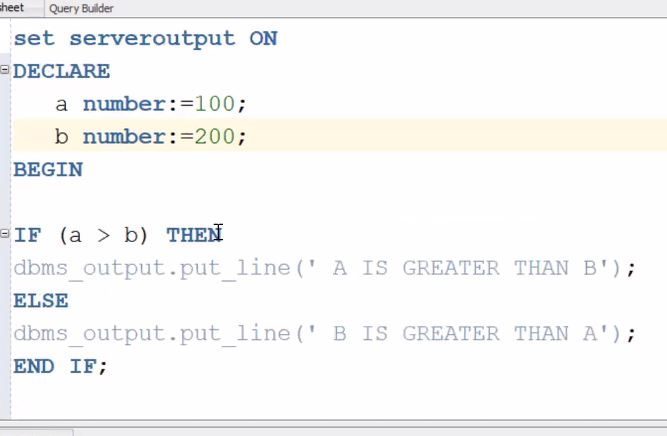 sheet Query Builder
set serveroutput ON
DECLARE
a number:=100;
b number:=200;
BEGIN
IF (a > b) THEN
dbms_output.put_line(' A IS GREATER THAN B');
ELSE
dbms_output.put_line(' B IS GREATER THAN A');
END IF;